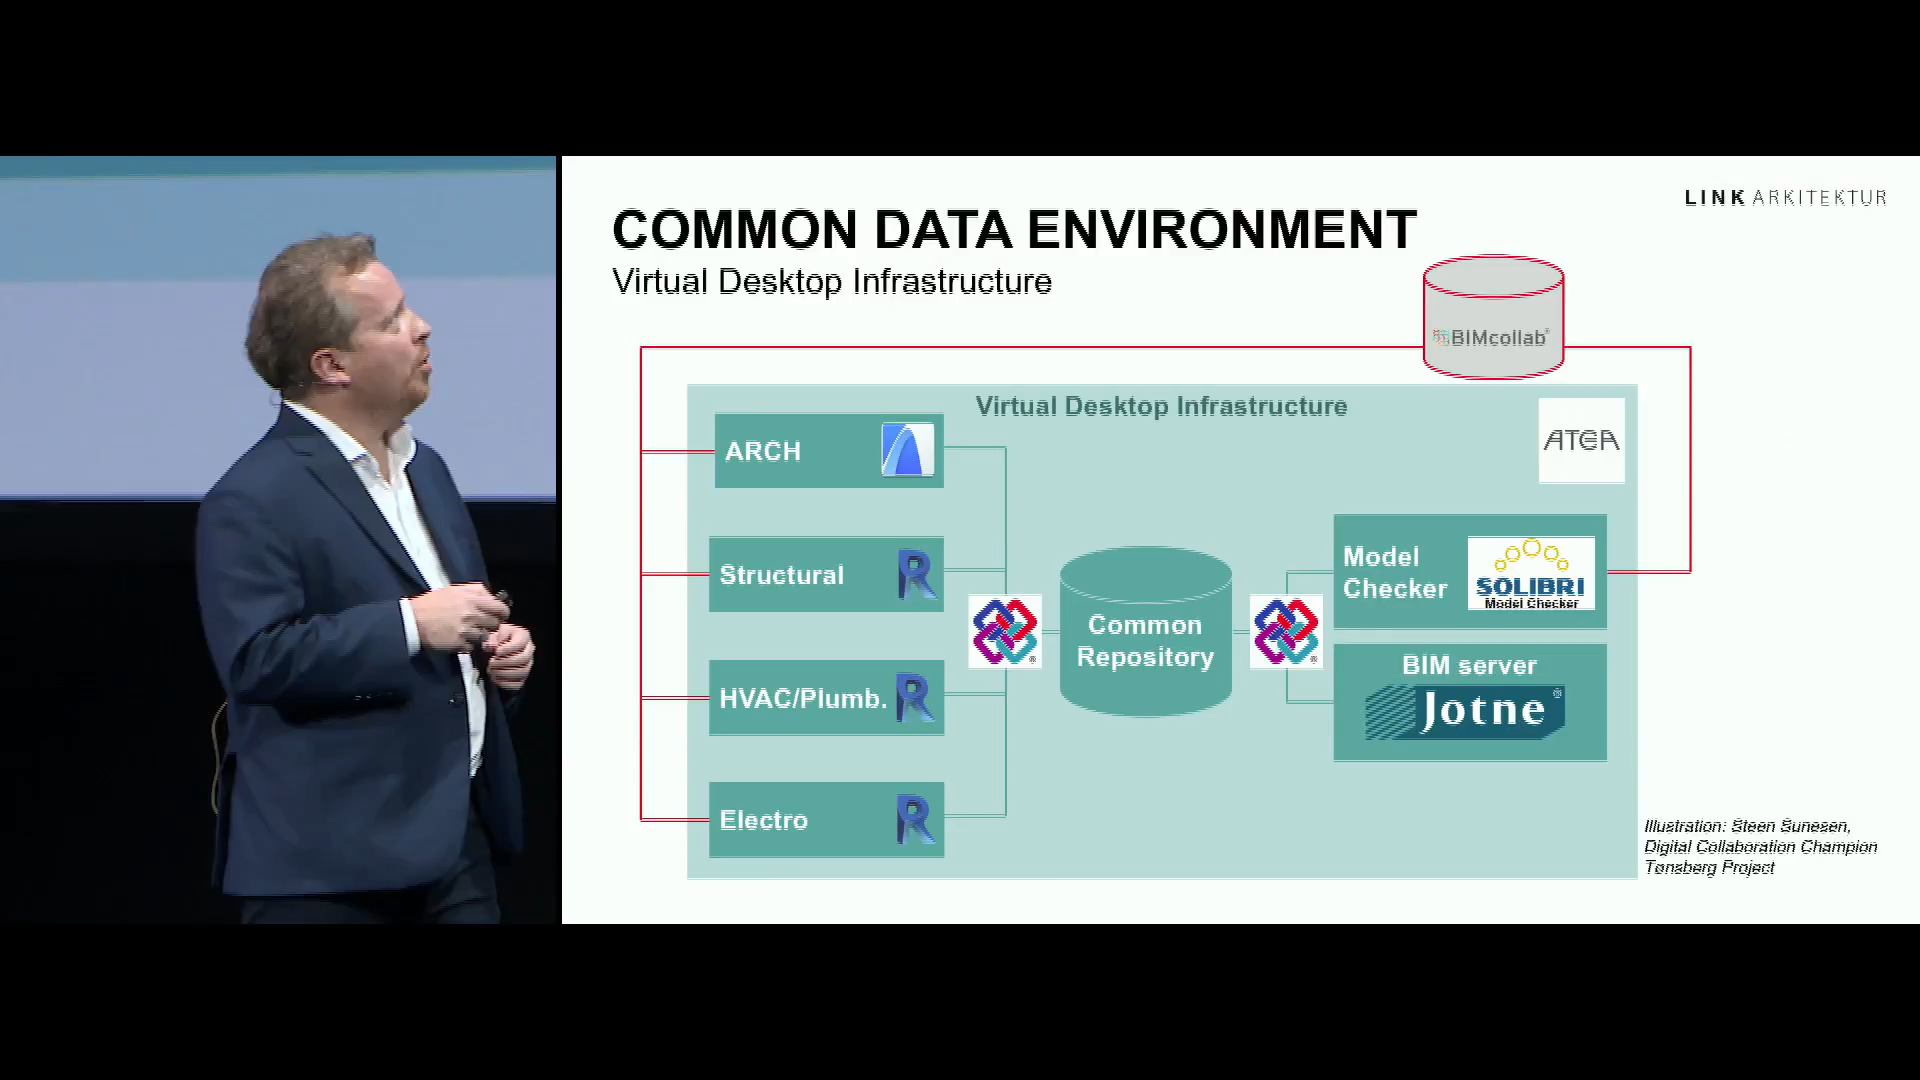 LINK ARKITEKTUR
COMMON DATA ENVIRONMENT
Virtual Desktop Infrastructure
BIMcollab®
Virtual Desktop Infrastructure
ATEA
ARCH
Structural
HVAC/Plumb.
Electro
®
Common
Repository
®
Model
Checker
SOLIBRI
Model Checker
BIM server
Jotne®
Illustration: Steen Sunesen,
Digital Collaboration Champion
Tønsberg Project